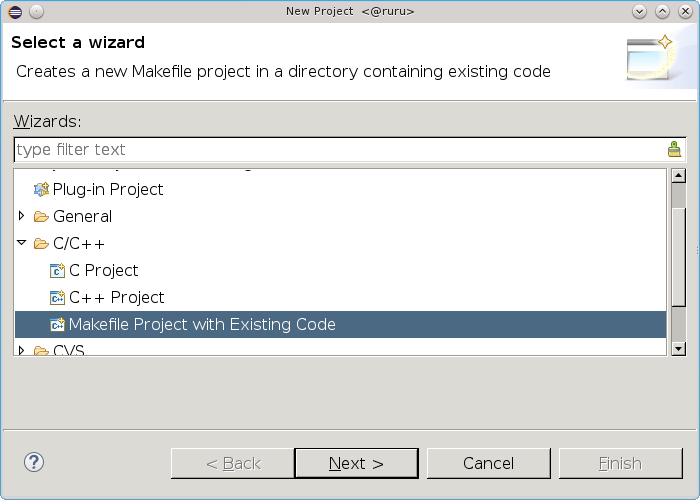 New Project <@ruru>
Select a wizard
Creates a new Makefile project in a directory containing existing code
Wizards:
type filter text
Plug-in Project
General
C/C++
C Project
C++ Project
Makefile Project with Existing Code
CVS
< Back
Next >
Cancel
Finish